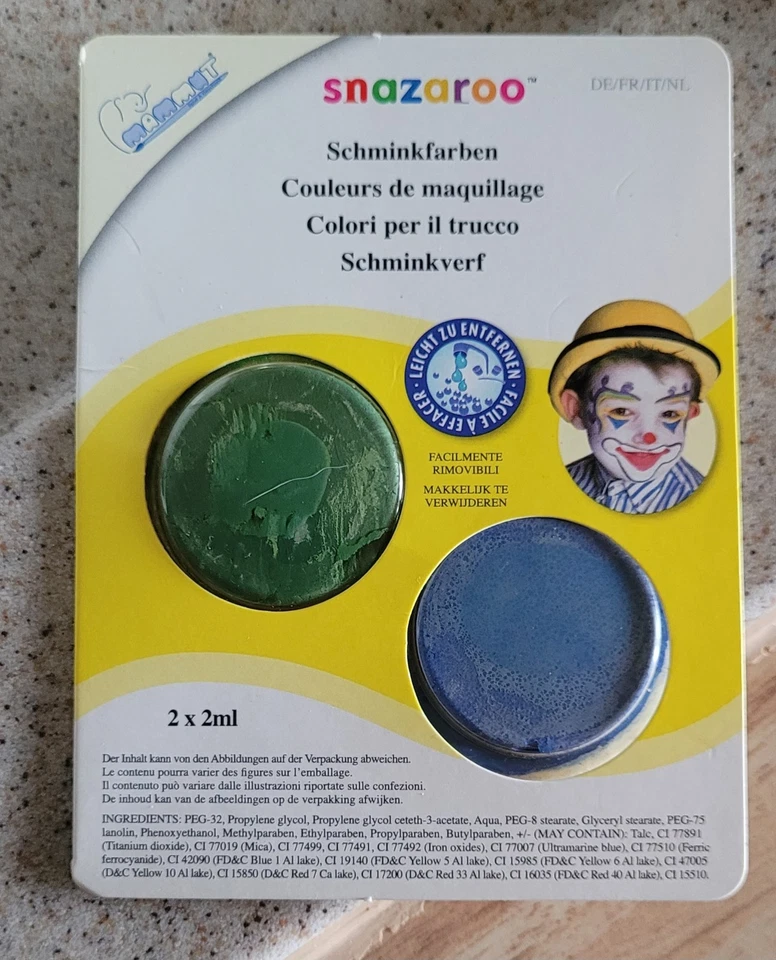 MAMMUT
snazaroo™
DE/FR/IT/NL
Schminkfarben
Couleurs de maquillage
Colori per il trucco
Schminkverf
LEICHT ZU ENTFERNEN
FACILE À EFFACER
FACILMENTE
RIMOVIBILI
MAKKELIJK TE
VERWIJDEREN
2 x 2ml
Der Inhalt kann von den Abbildungen auf der Verpackung abweichen.
Le contenu pourra varier des figures sur l'emballage.
Il contenuto può variare dalle illustrazioni riportate sulle confezioni.
De inhoud kan van de afbeeldingen op de verpakking afwijken.
INGREDIENTS: PEG-32, Propylene glycol, Propylene glycol ceteth-3-acetate, Aqua, PEG-8 stearate, Glyceryl stearate, PEG-75
lanolin, Phenoxyethanol, Methylparaben, Ethylparaben, Propylparaben, Butylparaben, +/- (MAY CONTAIN): Talc, CI 77891
(Titanium dioxide), CI 77019 (Mica), CI 77499, CI 77491, CI 77492 (Iron oxides), CI 77007 (Ultramarine blue), CI 77510 (Ferric
ferrocyanide), CI 42090 (FD&C Blue 1 Al lake), CI 19140 (FD&C Yellow 5 Al lake), CI 15985 (FD&C Yellow 6 Al lake), CI 47005
(D&C Yellow 10 Al lake), CI 15850 (D&C Red 7 Ca lake), CI 17200 (D&C Red 33 Al lake), CI 16035 (FD&C Red 40 Al lake), CI 15510.